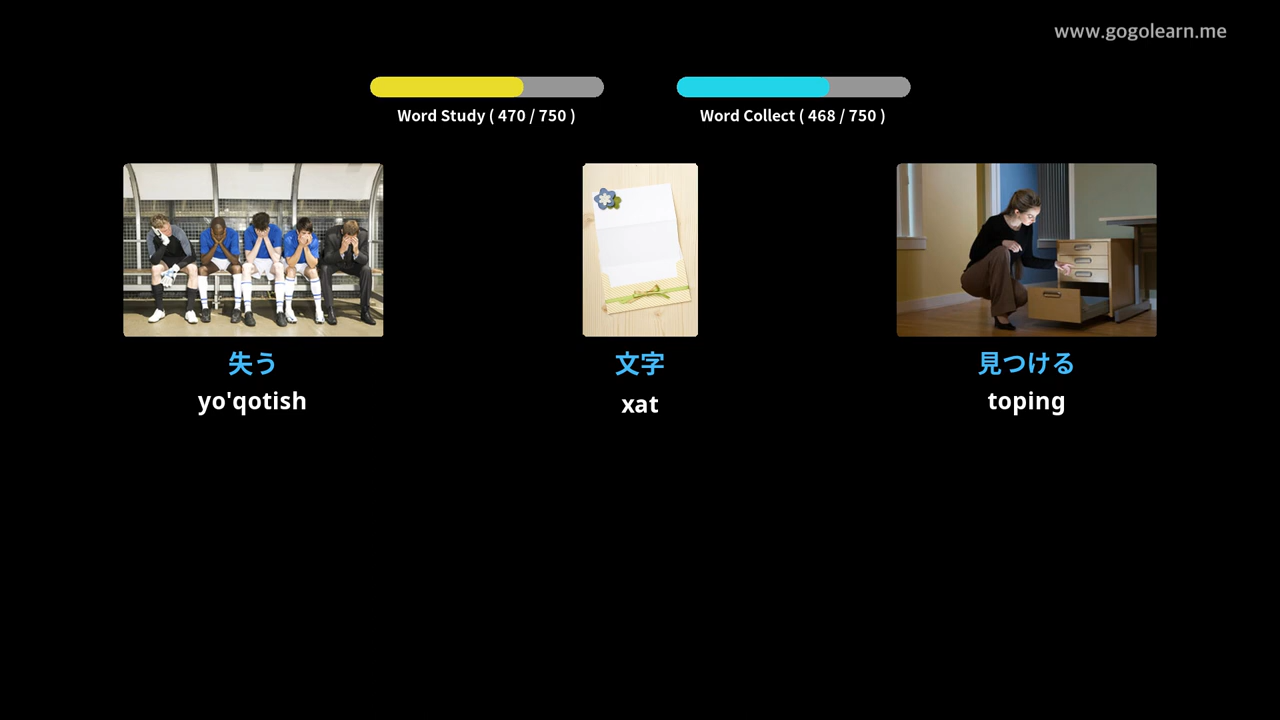 www.gogolearn.me
Word Study ( 470 / 750 )
Word Collect ( 468 / 750 )
失う
文字
見つける
yo'qotish
xat
toping